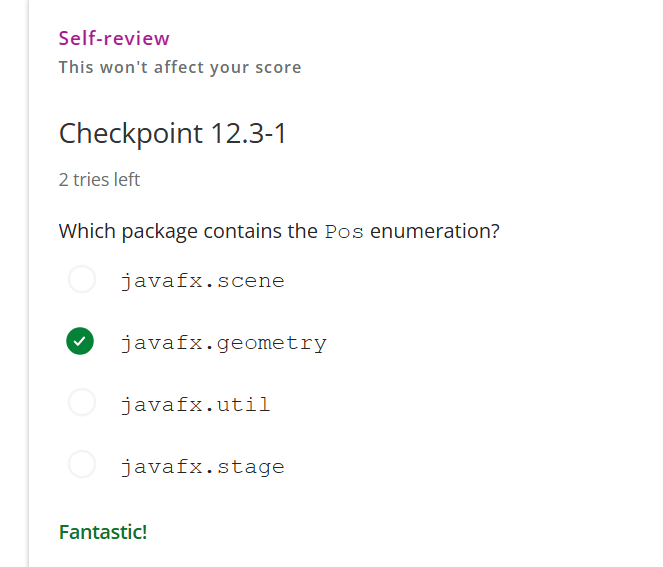 Self-review
This won't affect your score
Checkpoint 12.3-1
2 tries left
Which package contains the Pos enumeration?
javafx.scene
javafx.geometry
javafx.util
javafx.stage
Fantastic!